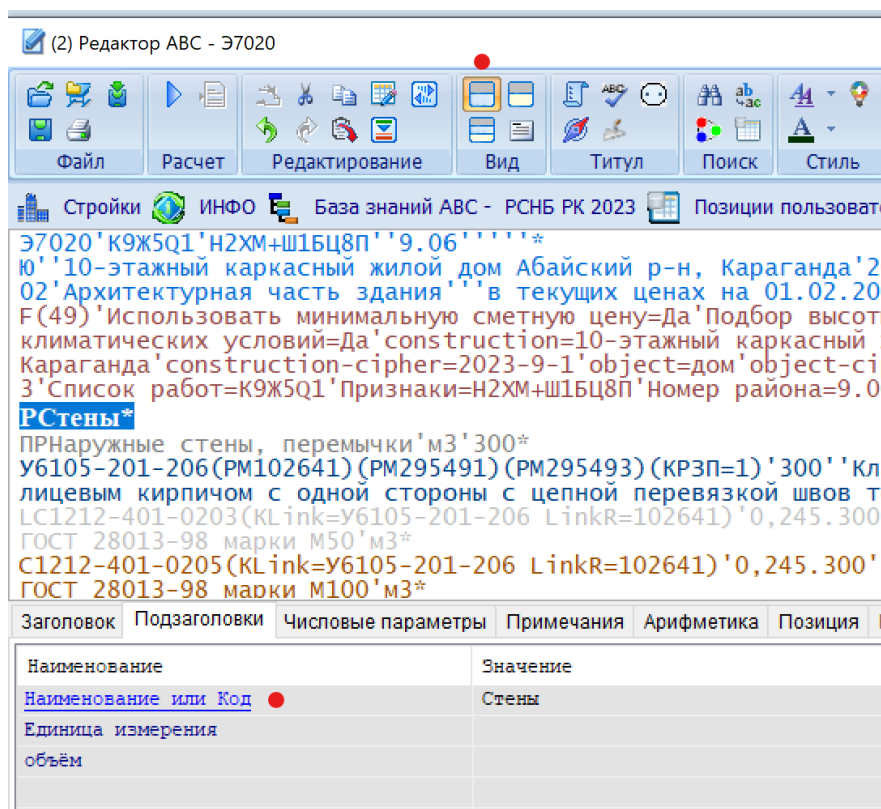 (2) Редактор АВС - Э7020
Файл
Расчет
Редактирование
Вид
Титул
Поиск
Стиль
Стройки ИНФО База знаний АВС - РСНБ РК 2023 Позиции пользоват
Э7020'К9Ж5Q1'Н2ХМ+Ш1БЦ8П''9.06'''''*
Ю''10-этажный каркасный жилой дом Абайский р-н, Караганда'2
02'Архитектурная часть здания'''в текущих ценах на 01.02.20
F(49)'Использовать минимальную сметную цену=Да'Подбор высот
климатических условий=Да'construction=10-этажный каркасный
Караганда'construction-cipher=2023-9-1'object=дом'object-ci
3'Список работ=К9Ж5Q1'Признаки=Н2ХМ+Ш1БЦ8П'Номер района=9.0
РСтены*
ПРНаружные стены, перемычки'м3'300*
У6105-201-206(РМ102641)(РМ295491)(РМ295493)(КРЗП=1)'300''Кл
лицевым кирпичом с одной стороны с цепной перевязкой швов т
LС1212-401-0203(КLink=У6105-201-206 LinkR=102641)'0,245.300
ГОСТ 28013-98 марки М50'м3*
С1212-401-0205(КLink=У6105-201-206 LinkR=102641)'0,245.300'
ГОСТ 28013-98 марки М100'м3*
Заголовок Подзаголовки Числовые параметры Примечания Арифметика Позиция
Наименование Значение
Наименование или Код Стены
Единица измерения
объём